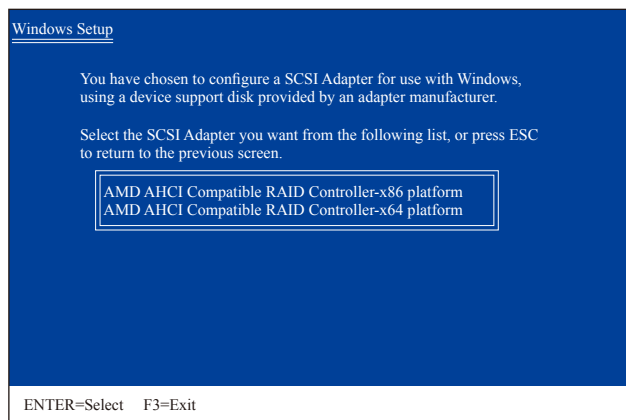 Windows Setup
You have chosen to configure a SCSI Adapter for use with Windows,
using a device support disk provided by an adapter manufacturer.
Select the SCSI Adapter you want from the following list, or press ESC
to return to the previous screen.
AMD AHCI Compatible RAID Controller-x86 platform
AMD AHCI Compatible RAID Controller-x64 platform
ENTER=Select F3=Exit